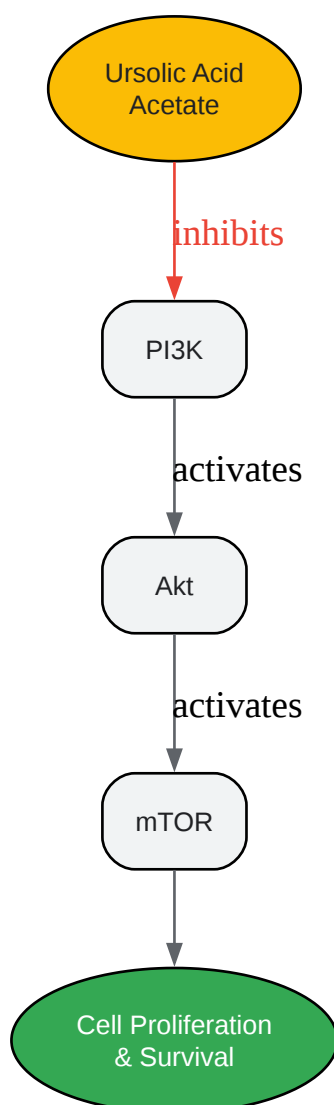 Ursolic Acid
Acetate
inhibits
PI3K
activates
Akt
activates
mTOR
Cell Proliferation
& Survival